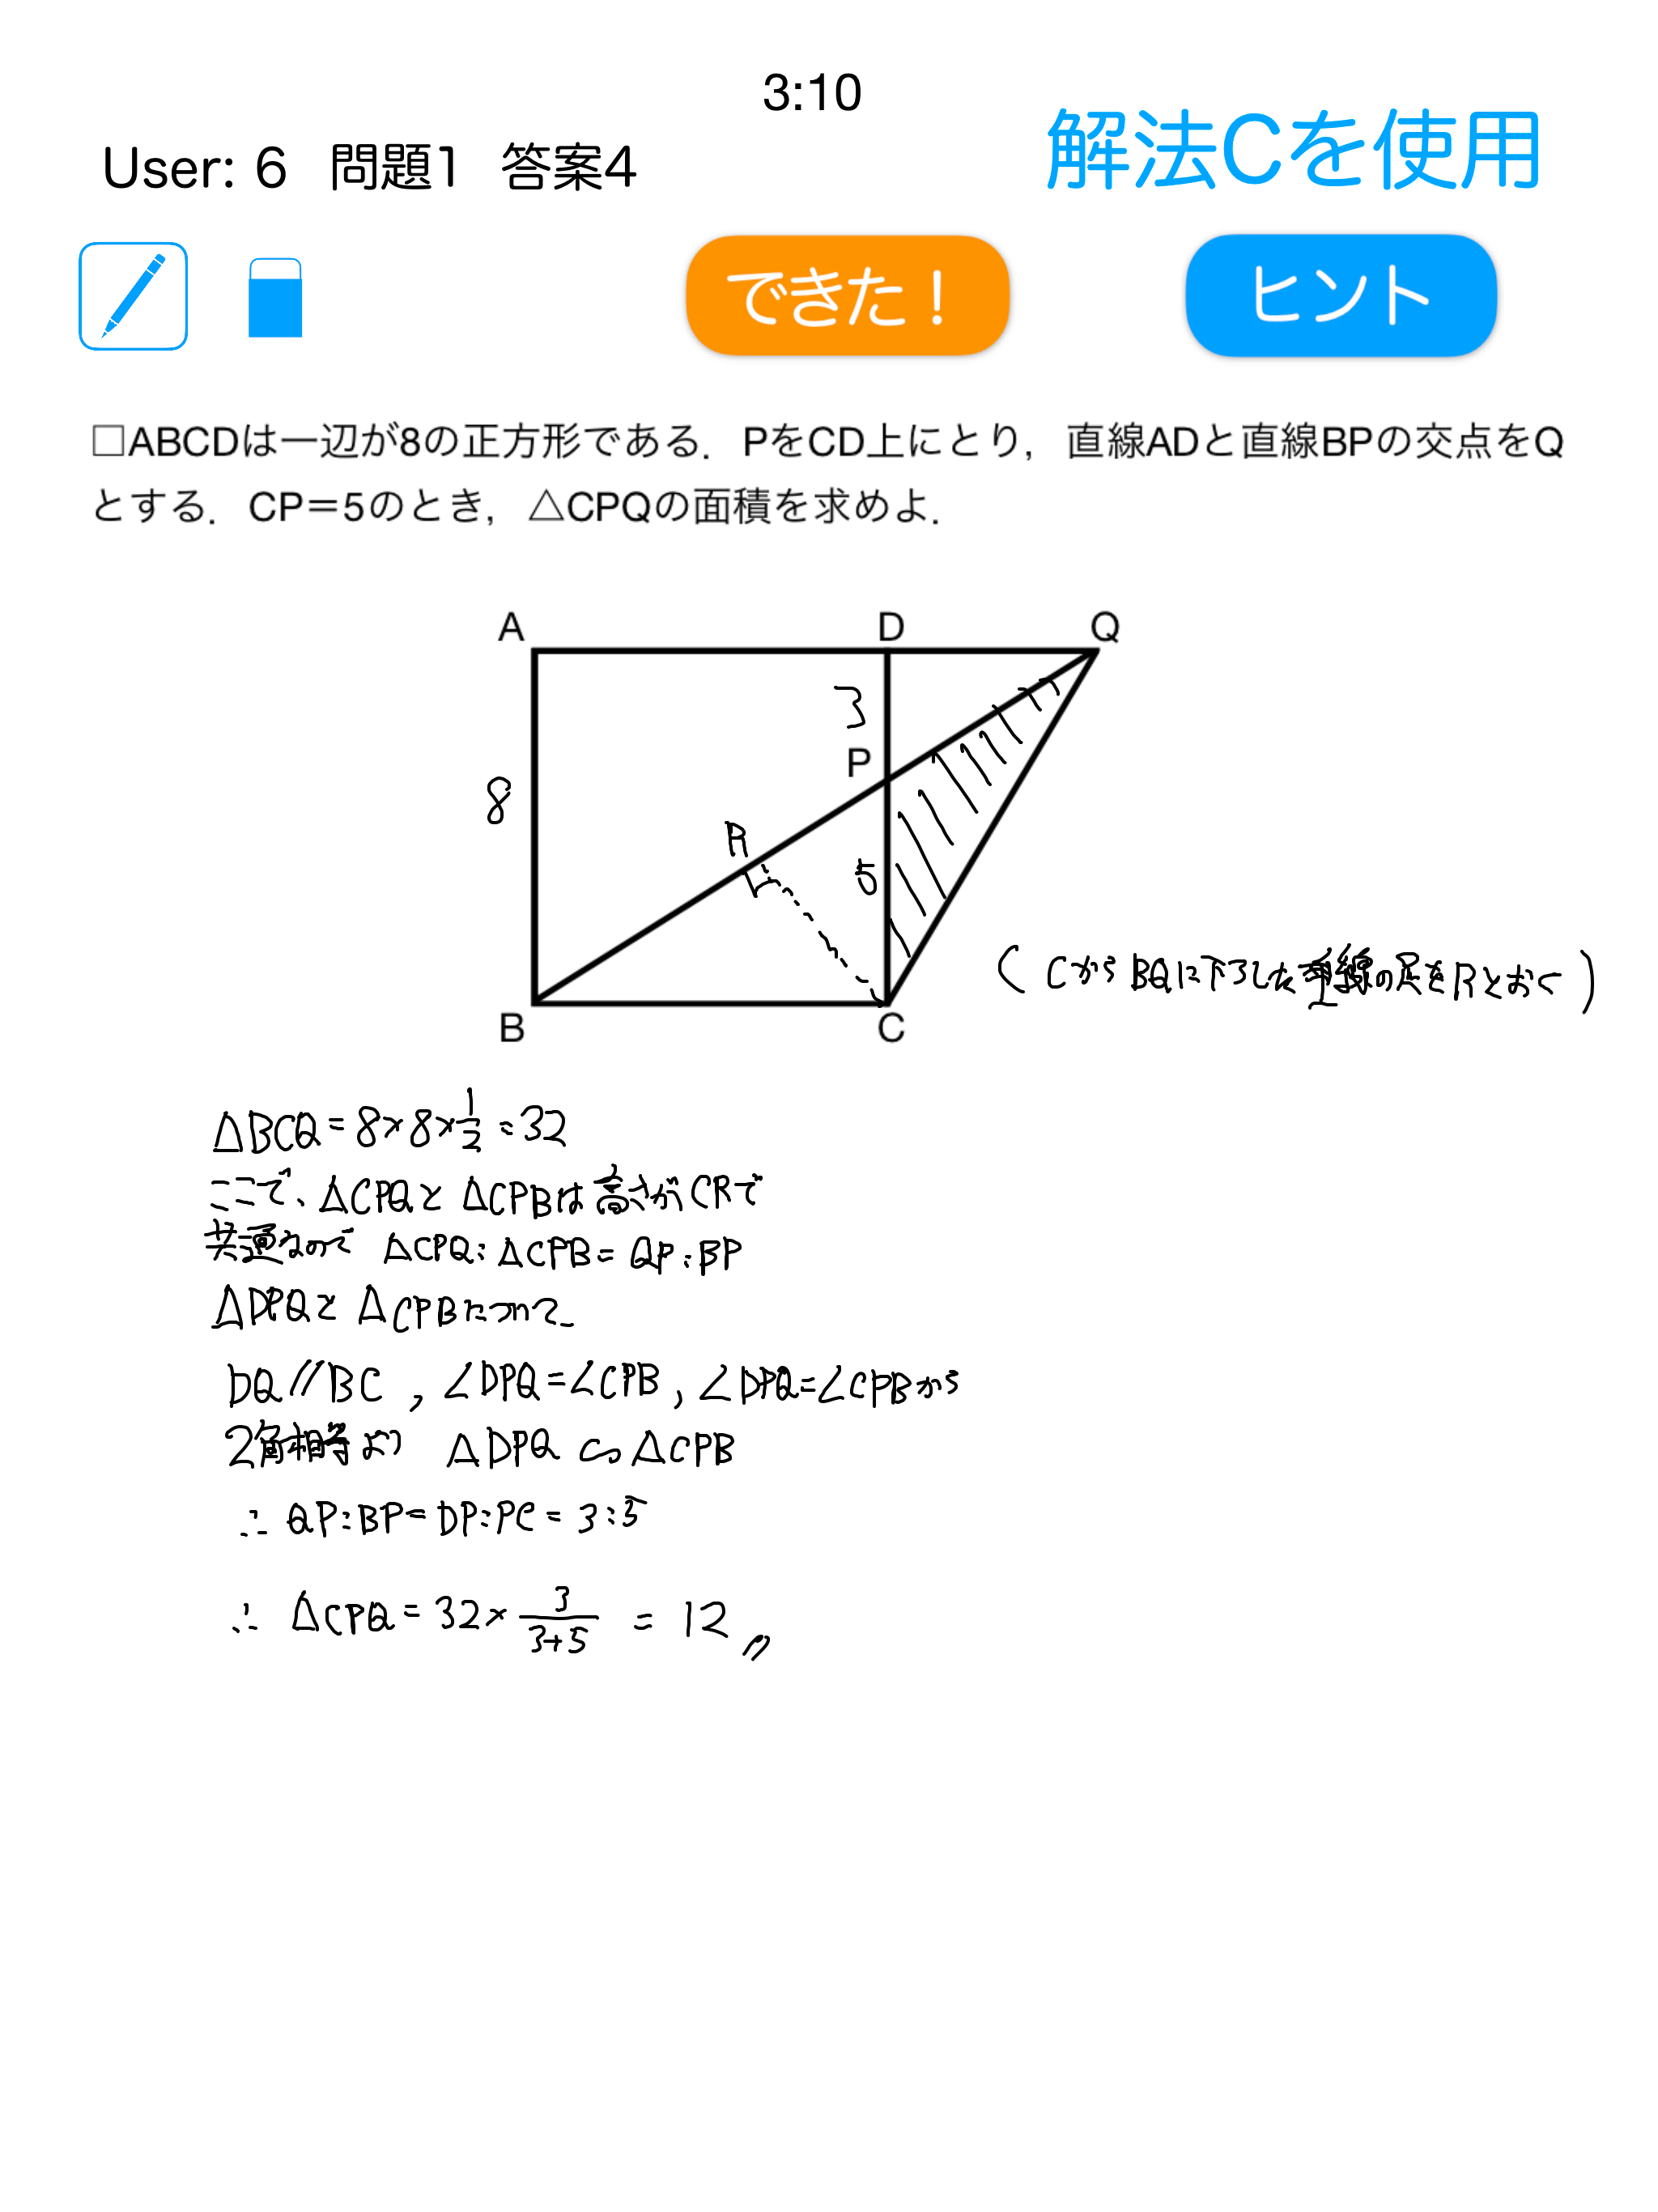 3:10
User: 6 問題1 答案4
解法Cを使用
できた！
ヒント
□ABCDは一辺が8の正方形である．PをCD上にとり，直線ADと直線BPの交点をQ
とする．CP＝5のとき，△CPQの面積を求めよ．
A D Q
3
P
8
R
5
(CからBQに下ろした垂線の足をRとおく)
B C
△BCQ=8×8×1/2=32
ここで、△CPQと△CPBは高さがCRで
共通なので △CPQ:△CPB=QP:BP
△DPQと△CPBについて
DQ//BC, ∠DPQ=∠CPB, ∠DPQ=∠CPBから
2角相等より △DPQ∽△CPB
∴ QP:BP=DP:PC=3:5
∴ △CPQ=32×3/(3+5)=12〃